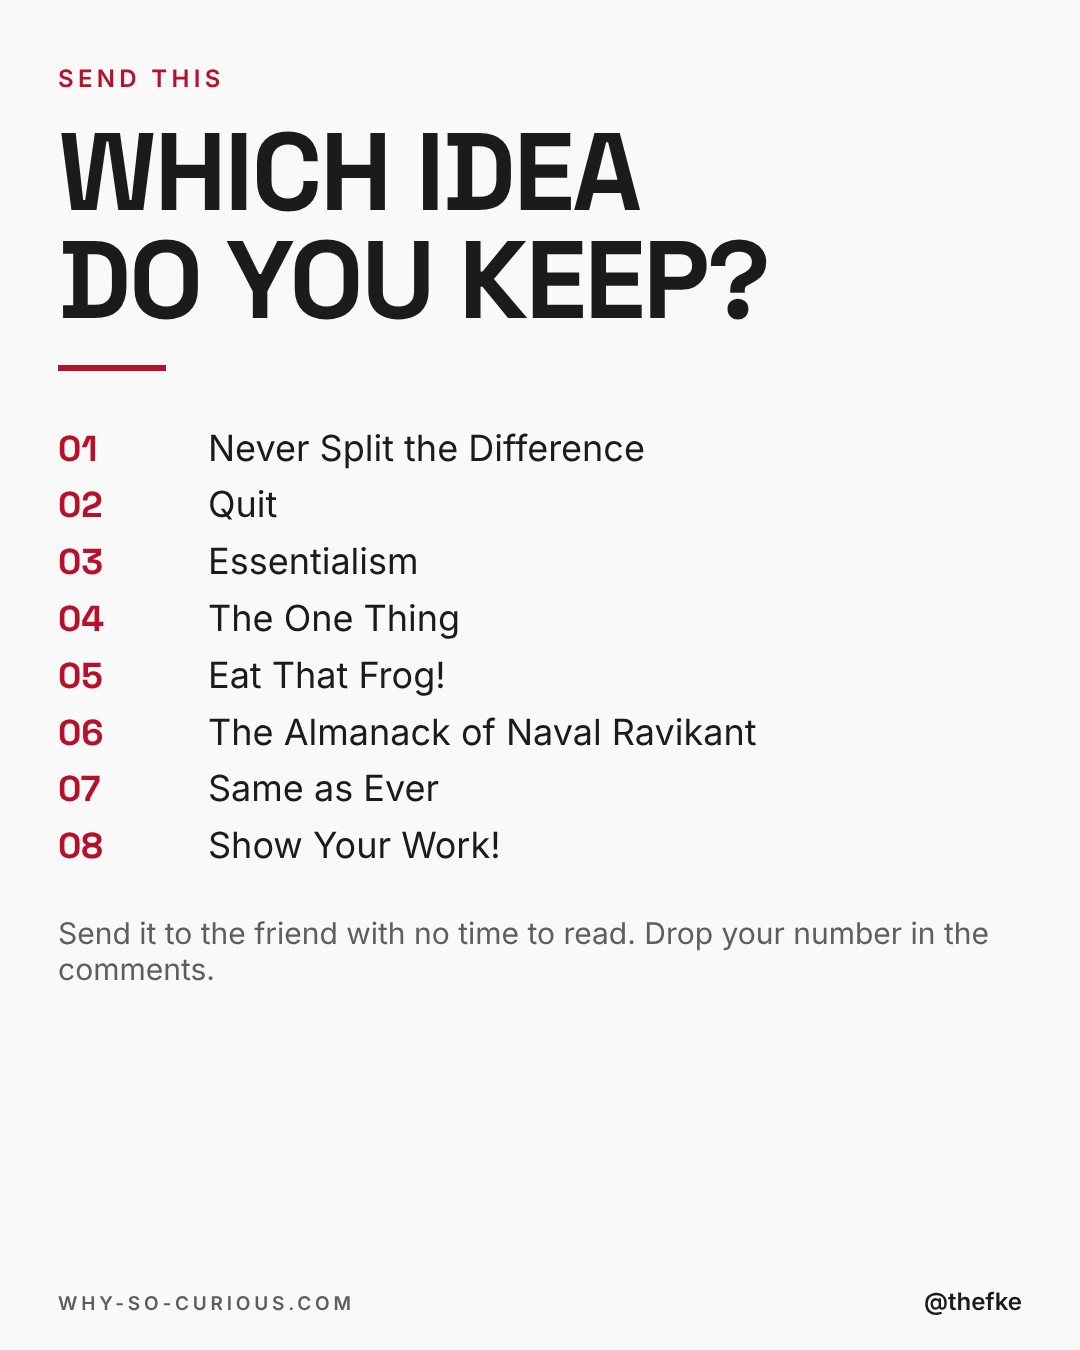 SEND THIS
WHICH IDEA
DO YOU KEEP?
01 Never Split the Difference
02 Quit
03 Essentialism
04 The One Thing
05 Eat That Frog!
06 The Almanack of Naval Ravikant
07 Same as Ever
08 Show Your Work!
Send it to the friend with no time to read. Drop your number in the
comments.
WHY-SO-CURIOUS.COM
@thefke